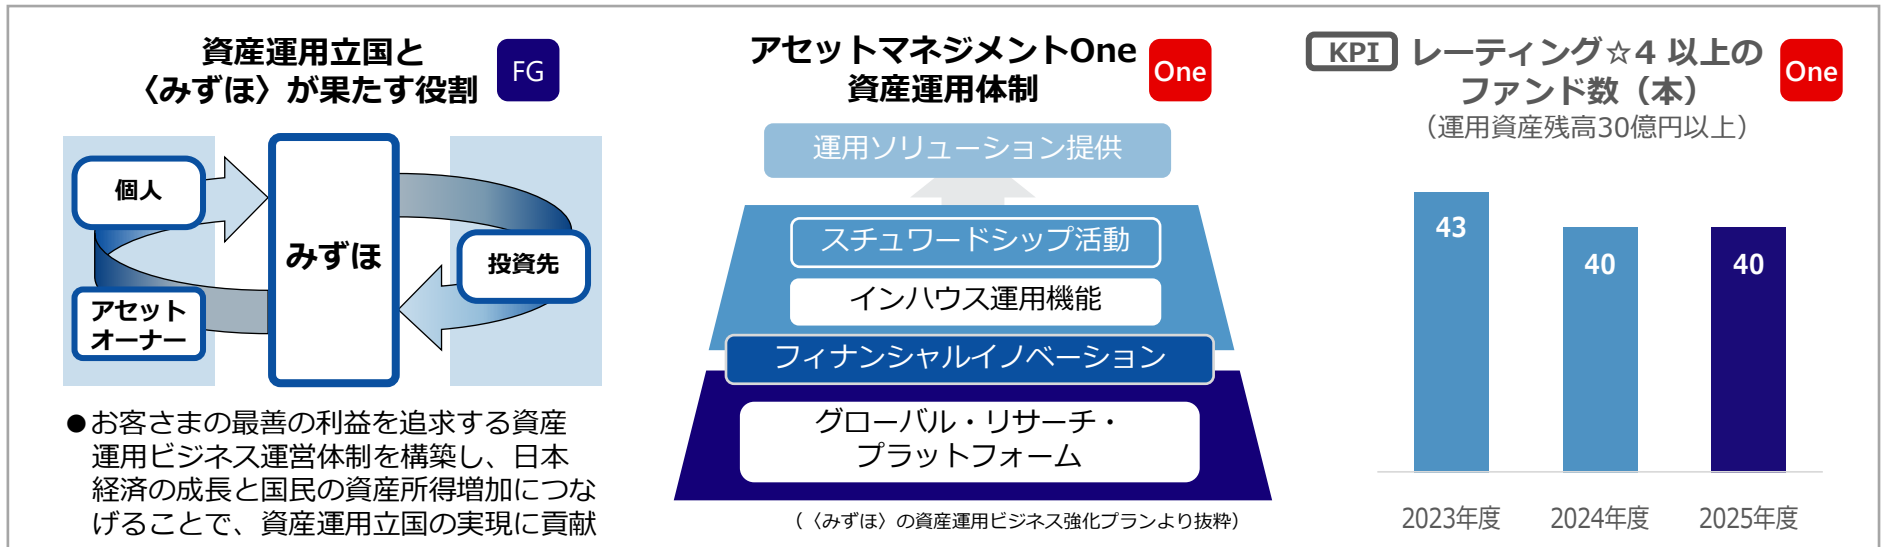 資産運用立国と
〈みずほ〉が果たす役割
FG
個人
みずほ
投資先
アセット
オーナー
●お客さまの最善の利益を追求する資産
運用ビジネス運営体制を構築し、日本
経済の成長と国民の資産所得増加につな
げることで、資産運用立国の実現に貢献
アセットマネジメントOne
資産運用体制
One
運用ソリューション提供
スチュワードシップ活動
インハウス運用機能
フィナンシャルイノベーション
グローバル・リサーチ・
プラットフォーム
（〈みずほ〉の資産運用ビジネス強化プランより抜粋）
KPI レーティング☆4 以上の
ファンド数（本）
（運用資産残高30億円以上）
One
43
40
40
2023年度
2024年度
2025年度